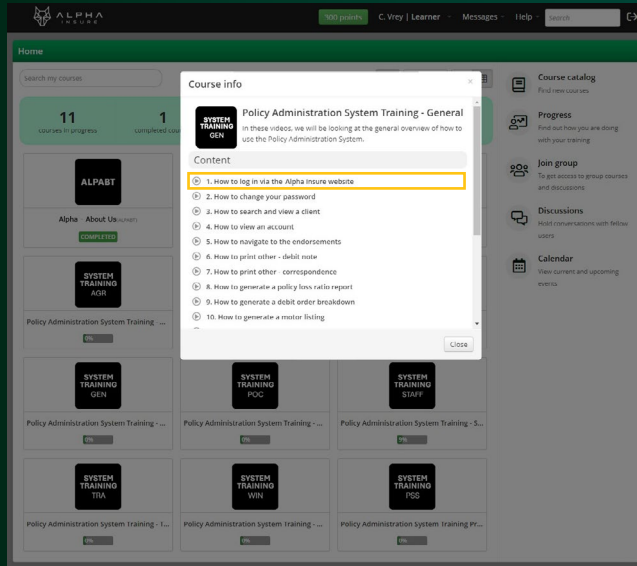 ALPHA
INSURE
300 points
C. Vrey | Learner
Messages
Help
Search
Home
Search my courses
11
courses in progress
1
completed cou
ALPABT
Alpha - About Us (ALPABT)
COMPLETED
SYSTEM
TRAINING
AGR
Policy Administration System Training - ...
0%
SYSTEM
TRAINING
GEN
Policy Administration System Training - ...
0%
SYSTEM
TRAINING
POC
Policy Administration System Training - ...
0%
SYSTEM
TRAINING
STAFF
Policy Administration System Training - S...
SYSTEM
TRAINING
TRA
Policy Administration System Training - T...
0%
SYSTEM
TRAINING
WIN
Policy Administration System Training - ...
0%
SYSTEM
TRAINING
PSS
Policy Administration System Training Pr...
0%
Course info
×
SYSTEM
TRAINING
GEN
Policy Administration System Training - General
In these videos, we will be looking at the general overview of how to
use the Policy Administration System.
Content
1. How to log in via the Alpha Insure website
2. How to change your password
3. How to search and view a client
4. How to view an account
5. How to navigate to the endorsements
6. How to print other - debit note
7. How to print other - correspondence
8. How to generate a policy loss ratio report
9. How to generate a debit order breakdown
10. How to generate a motor listing
Close
Course catalog
Find new courses
Progress
Find out how you are doing
with your training
Join group
To get access to group courses
and discussions
Discussions
Hold conversations with fellow
users
Calendar
View current and upcoming
events